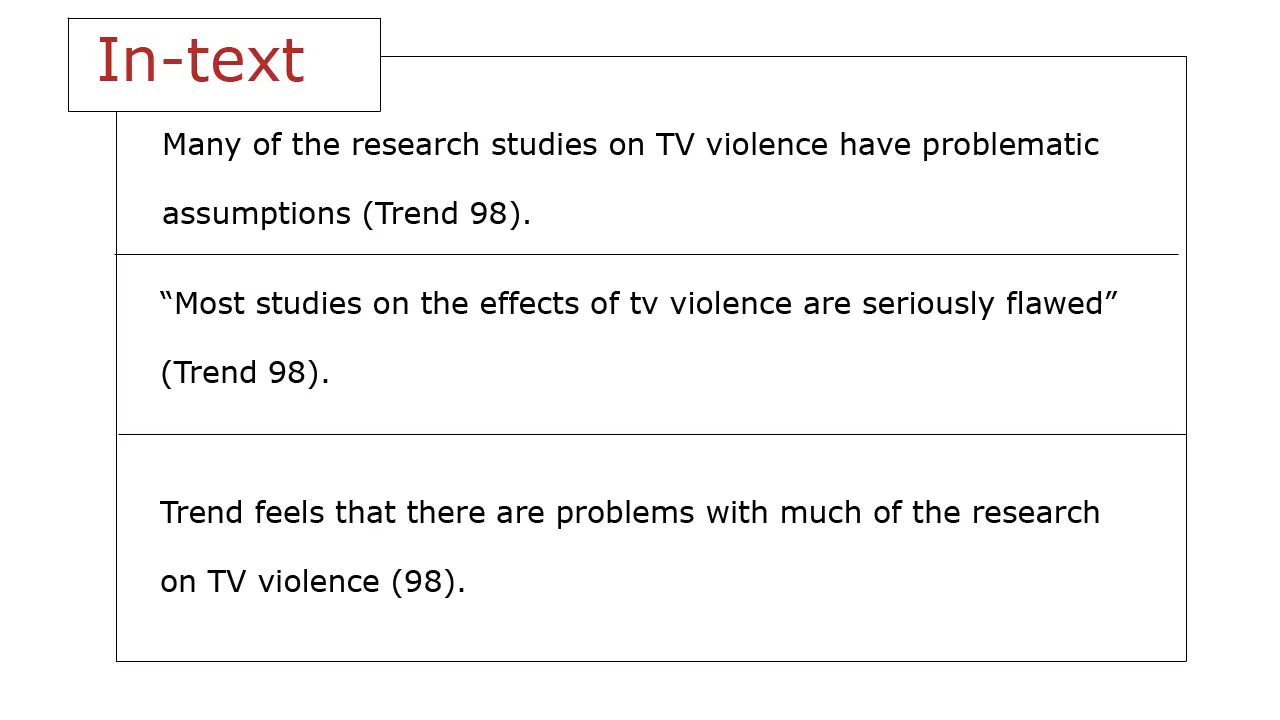 In-text
Many of the research studies on TV violence have problematic
assumptions (Trend 98).
“Most studies on the effects of tv violence are seriously flawed”
(Trend 98).
Trend feels that there are problems with much of the research
on TV violence (98).